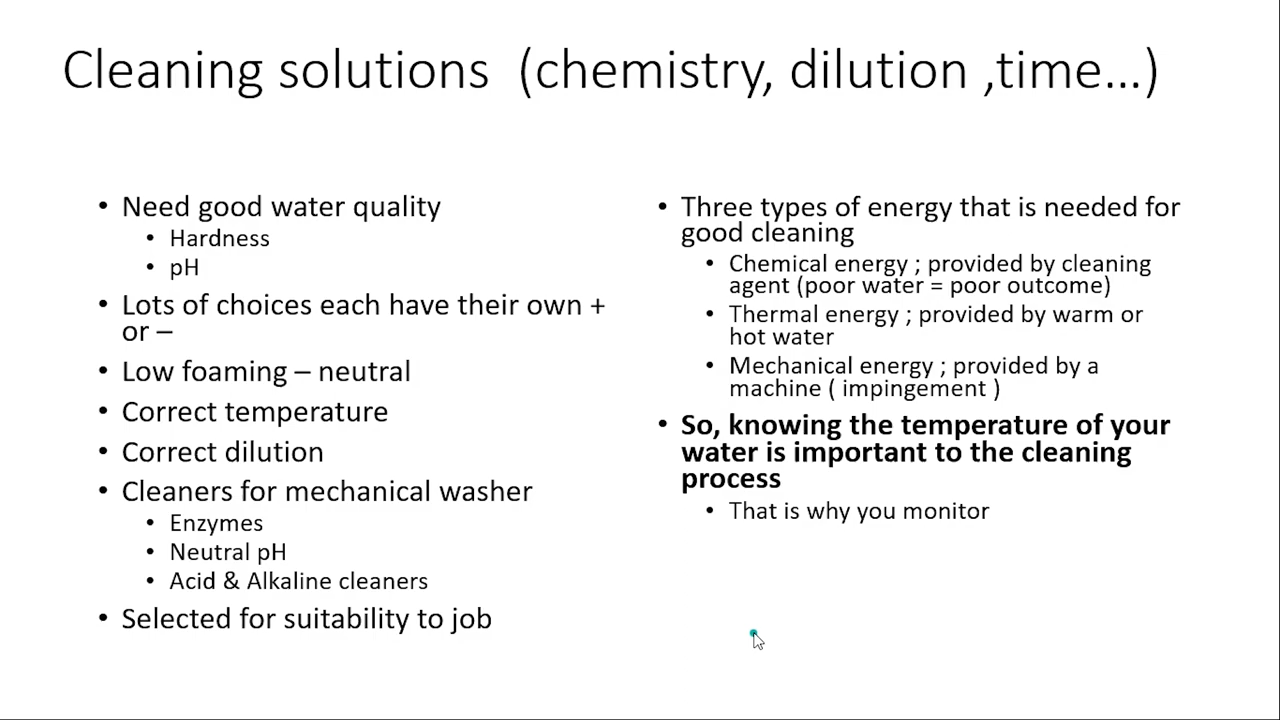 Cleaning solutions  (chemistry, dilution ,time…)
• Need good water quality
• Hardness
• pH
• Lots of choices each have their own +
or –
• Low foaming – neutral
• Correct temperature
• Correct dilution
• Cleaners for mechanical washer
• Enzymes
• Neutral pH
• Acid & Alkaline cleaners
• Selected for suitability to job
• Three types of energy that is needed for
good cleaning
• Chemical energy ; provided by cleaning
agent (poor water = poor outcome)
• Thermal energy ; provided by warm or
hot water
• Mechanical energy ; provided by a
machine ( impingement )
• So, knowing the temperature of your
water is important to the cleaning
process
• That is why you monitor